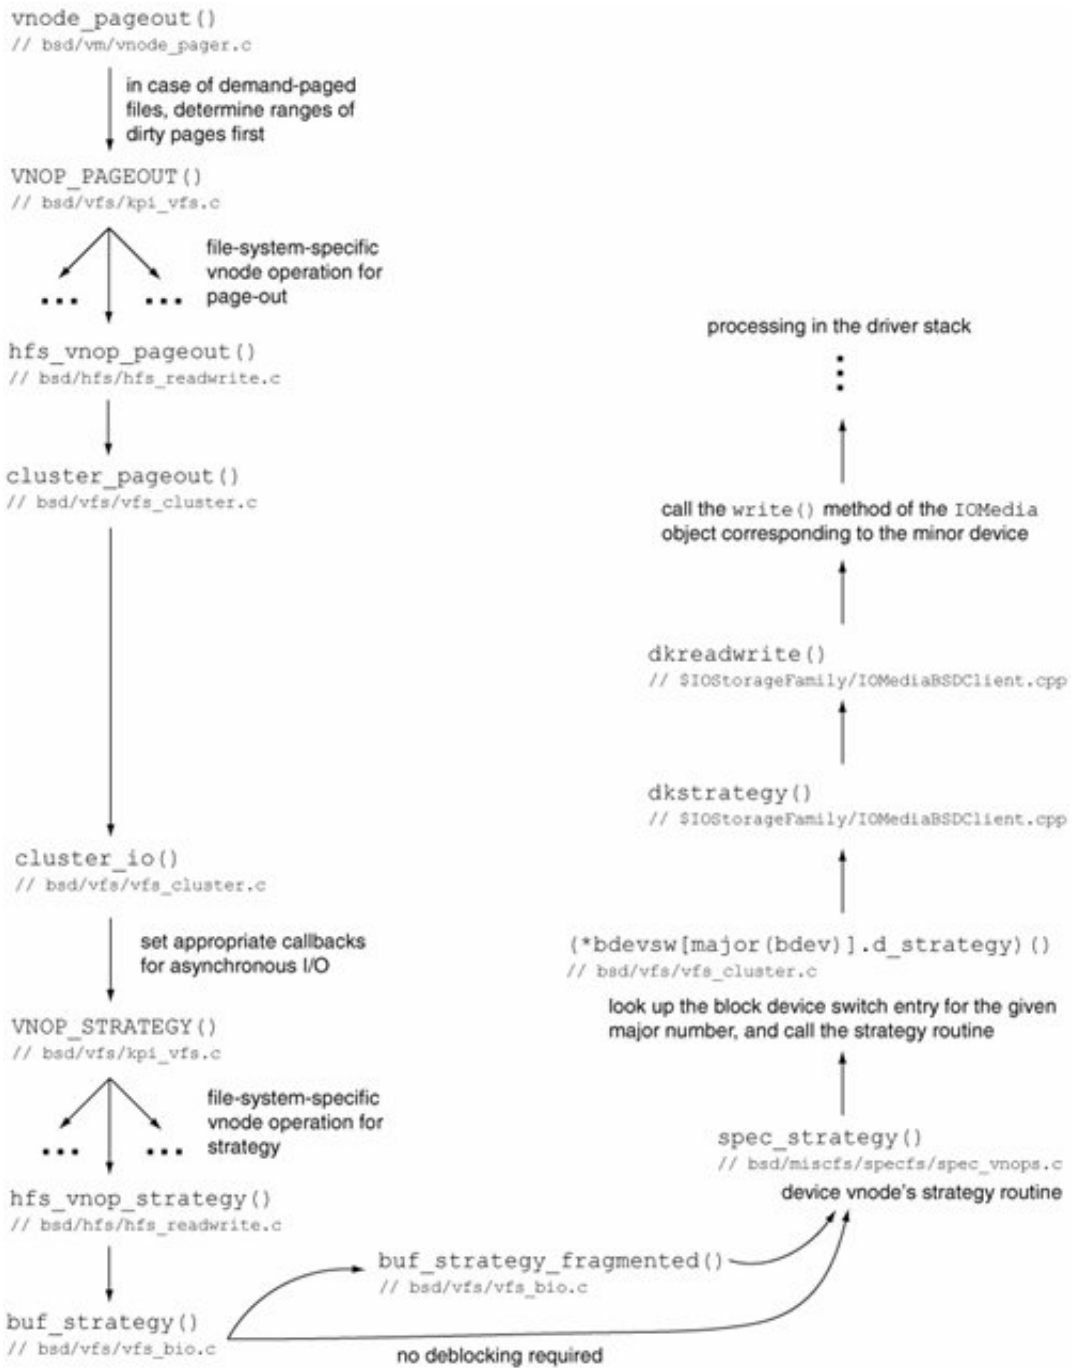 vnode_pageout()
// bsd/vm/vnode_pager.c
in case of demand-paged
files, determine ranges of
dirty pages first
VNOP_PAGEOUT()
// bsd/vfs/kpi_vfs.c
file-system-specific
vnode operation for
page-out
hfs_vnop_pageout()
// bsd/hfs/hfs_readwrite.c
cluster_pageout()
// bsd/vfs/vfs_cluster.c
cluster_io()
// bsd/vfs/vfs_cluster.c
set appropriate callbacks
for asynchronous I/O
VNOP_STRATEGY()
// bsd/vfs/kpi_vfs.c
file-system-specific
vnode operation for
strategy
hfs_vnop_strategy()
// bsd/hfs/hfs_readwrite.c
buf_strategy()
// bsd/vfs/vfs_bio.c
buf_strategy_fragmented()
// bsd/vfs/vfs_bio.c
no deblocking required
spec_strategy()
// bsd/miscfs/specfs/spec_vnops.c
device vnode's strategy routine
(*bdevsw[major(bdev)].d_strategy)()
// bsd/vfs/vfs_cluster.c
look up the block device switch entry for the given
major number, and call the strategy routine
dkstrategy()
// $IOStorageFamily/IOMediaBSDClient.cpp
dkreadwrite()
// $IOStorageFamily/IOMediaBSDClient.cpp
call the write() method of the IOMedia
object corresponding to the minor device
processing in the driver stack